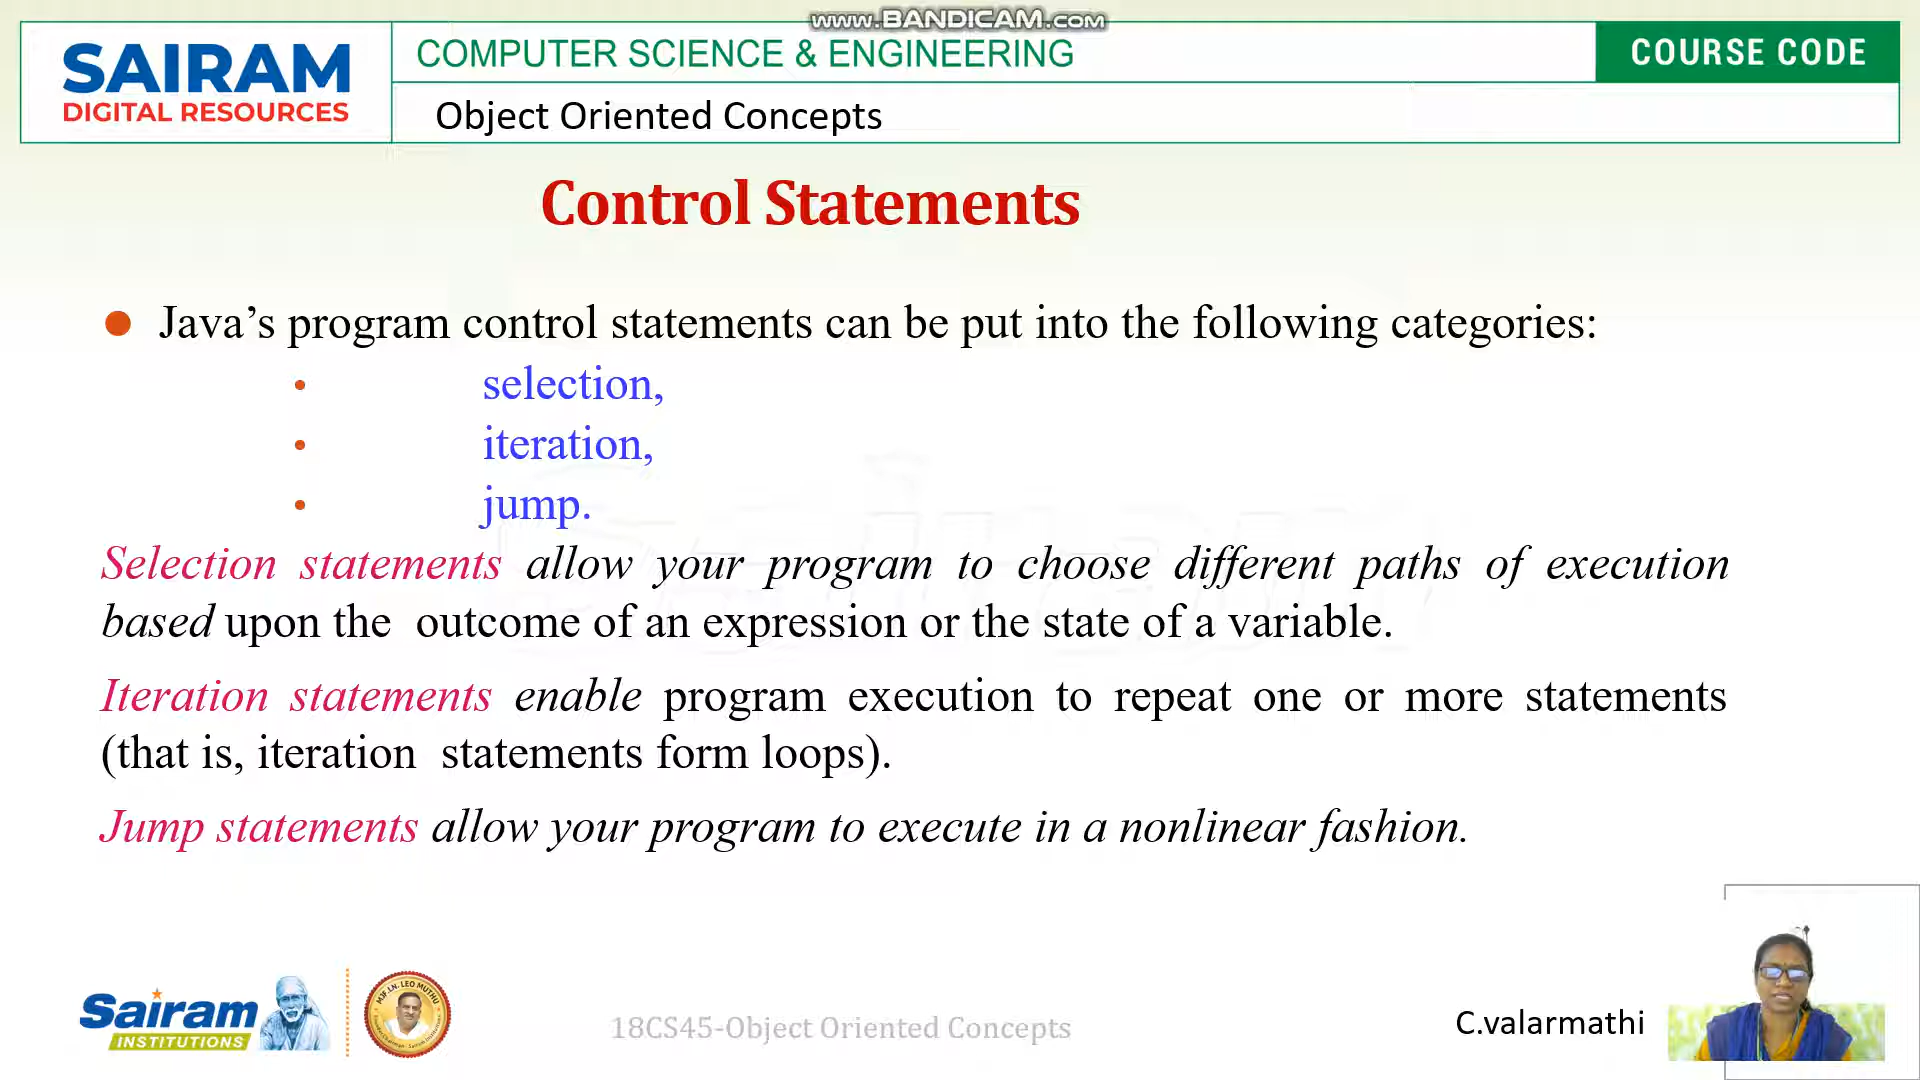 www.BANDICAM.com
SAIRAM
DIGITAL RESOURCES
COMPUTER SCIENCE & ENGINEERING
COURSE CODE
Object Oriented Concepts
Control Statements
● Java’s program control statements can be put into the following categories:
• selection,
• iteration,
• jump.
Selection statements allow your program to choose different paths of execution
based upon the outcome of an expression or the state of a variable.
Iteration statements enable program execution to repeat one or more statements
(that is, iteration statements form loops).
Jump statements allow your program to execute in a nonlinear fashion.
Sairam
INSTITUTIONS
MJF.LN. LEO MUTHU
18CS45-Object Oriented Concepts
C.valarmathi